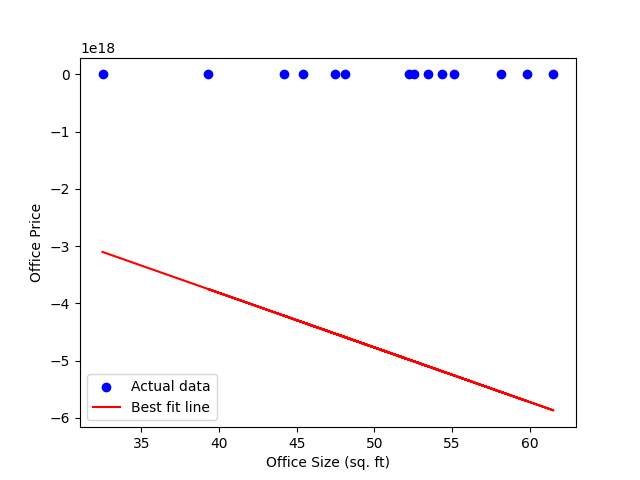 1e18
0
−1
−2
−3
−4
−5
−6
Office Price
35
40
45
50
55
60
Office Size (sq. ft)
Actual data
Best fit line